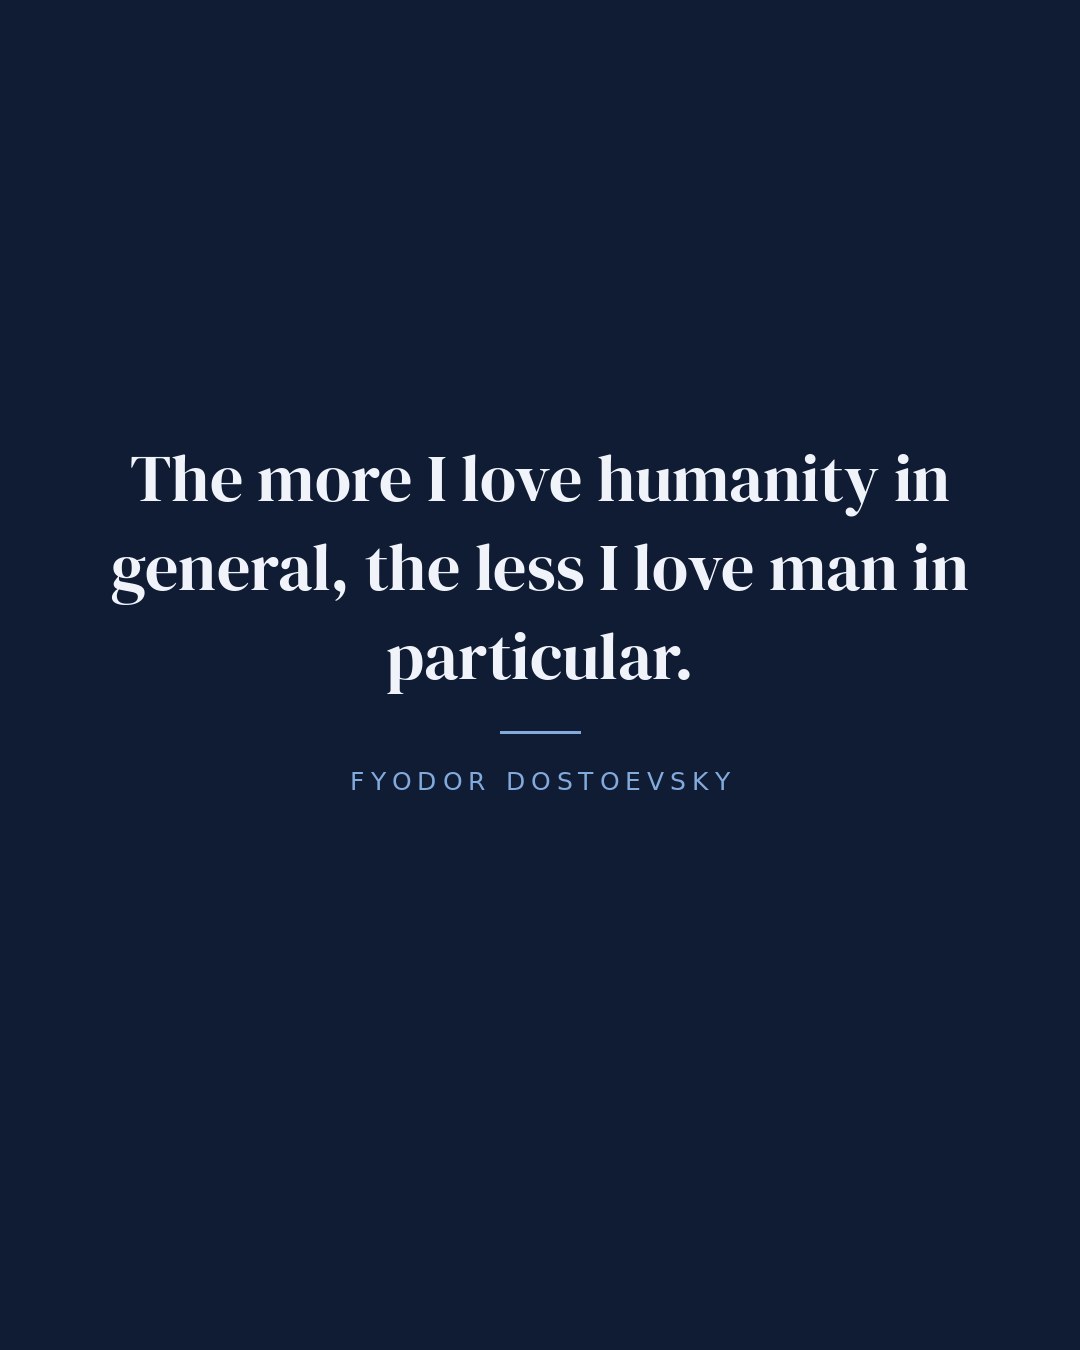 The more I love humanity in
general, the less I love man in
particular.
FYODOR DOSTOEVSKY